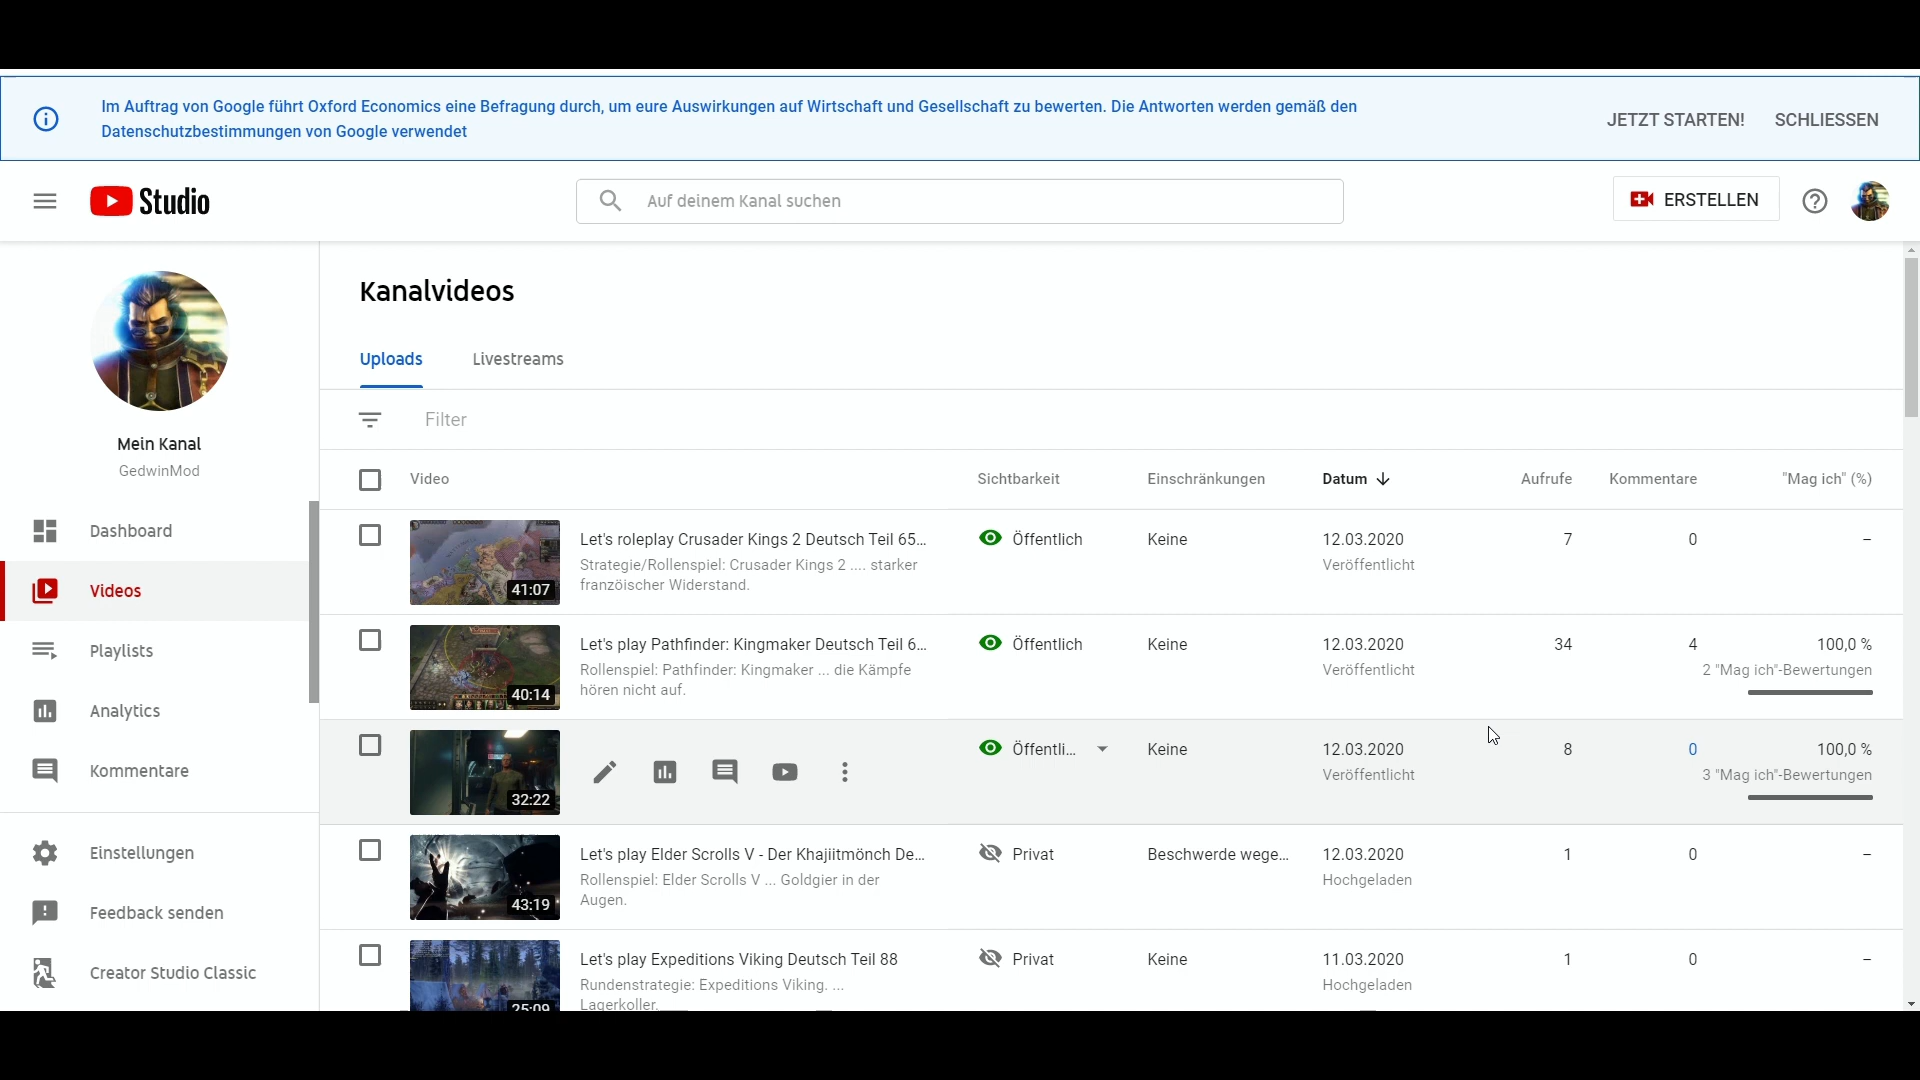 Im Auftrag von Google führt Oxford Economics eine Befragung durch, um eure Auswirkungen auf Wirtschaft und Gesellschaft zu bewerten. Die Antworten werden gemäß den
Datenschutzbestimmungen von Google verwendet
JETZT STARTEN! SCHLIESSEN
Studio
Auf deinem Kanal suchen
ERSTELLEN
Mein Kanal
GedwinMod
Dashboard
Videos
Playlists
Analytics
Kommentare
Einstellungen
Feedback senden
Creator Studio Classic
Kanalvideos
Uploads Livestreams
Filter
Video Sichtbarkeit Einschränkungen Datum Aufrufe Kommentare "Mag ich" (%)
Let's roleplay Crusader Kings 2 Deutsch Teil 65... Öffentlich Keine 12.03.2020 7 0 –
Strategie/Rollenspiel: Crusader Kings 2 .... starker Veröffentlicht
franzöischer Widerstand.
41:07
Let's play Pathfinder: Kingmaker Deutsch Teil 6... Öffentlich Keine 12.03.2020 34 4 100,0 %
Rollenspiel: Pathfinder: Kingmaker ... die Kämpfe Veröffentlicht 2 "Mag ich"-Bewertungen
hören nicht auf.
40:14
Öffentli... Keine 12.03.2020 8 0 100,0 %
Veröffentlicht 3 "Mag ich"-Bewertungen
32:22
Let's play Elder Scrolls V - Der Khajiitmönch De... Privat Beschwerde wege... 12.03.2020 1 0 –
Rollenspiel: Elder Scrolls V ... Goldgier in der Hochgeladen
Augen.
43:19
Let's play Expeditions Viking Deutsch Teil 88 Privat Keine 11.03.2020 1 0 –
Rundenstrategie: Expeditions Viking. ... Hochgeladen
Lagerkoller.
25:09